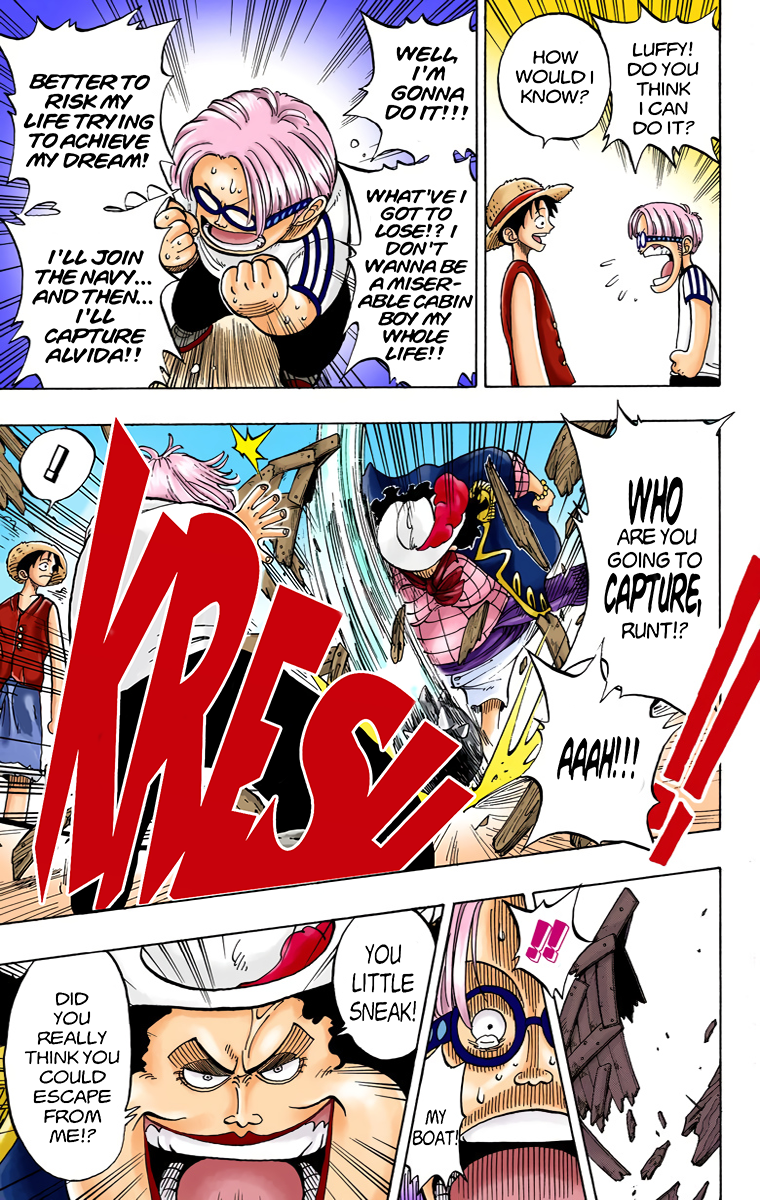 LUFFY!
DO YOU
THINK
I CAN
DO IT?
HOW
WOULD I
KNOW?
WELL,
I'M
GONNA
DO IT!!!
WHAT'VE I
GOT TO
LOSE!? I
DON'T
WANNA BE
A MISER-
ABLE CABIN
BOY MY
WHOLE
LIFE!!
BETTER TO
RISK MY
LIFE TRYING
TO ACHIEVE
MY DREAM!
I'LL JOIN
THE NAVY...
AND THEN...
I'LL
CAPTURE
ALVIDA!!
WHO
ARE YOU
GOING TO
CAPTURE,
RUNT!?
AAAH!!!
!!
KRESH
!
!!
MY
BOAT!
YOU
LITTLE
SNEAK!
DID
YOU
REALLY
THINK YOU
COULD
ESCAPE
FROM
ME!?